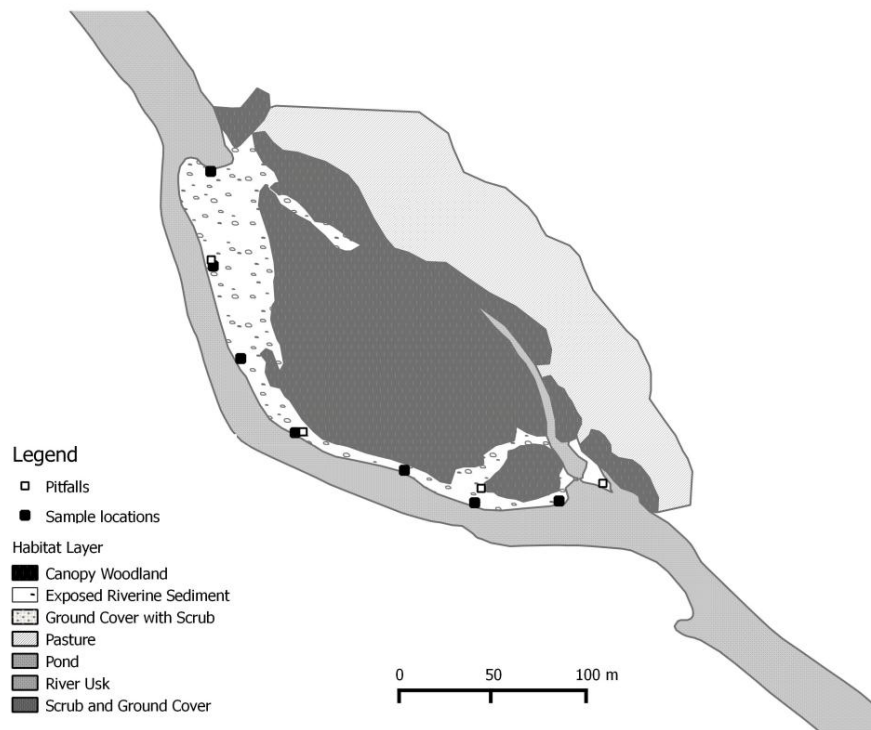 Legend
Pitfalls
Sample locations
Habitat Layer
Canopy Woodland
Exposed Riverine Sediment
Ground Cover with Scrub
Pasture
Pond
River Usk
Scrub and Ground Cover
0 50 100 m